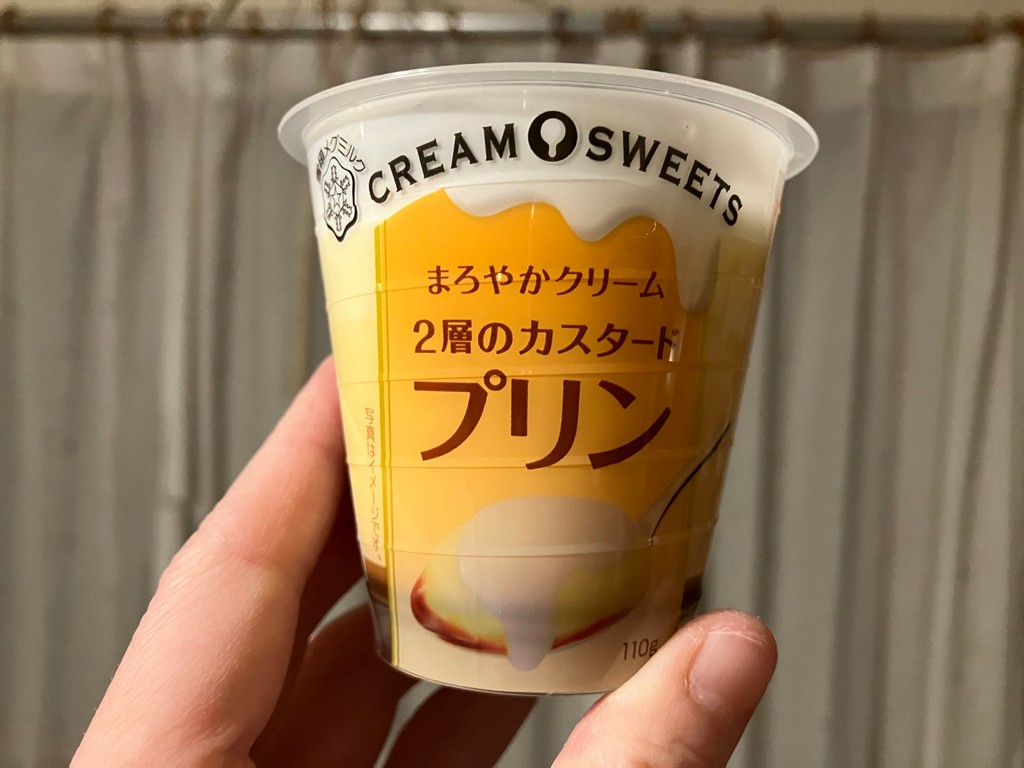 雪印メグミルク
CREAM SWEETS
まろやかクリーム
2層のカスタード
プリン
写真はイメージです。
110g